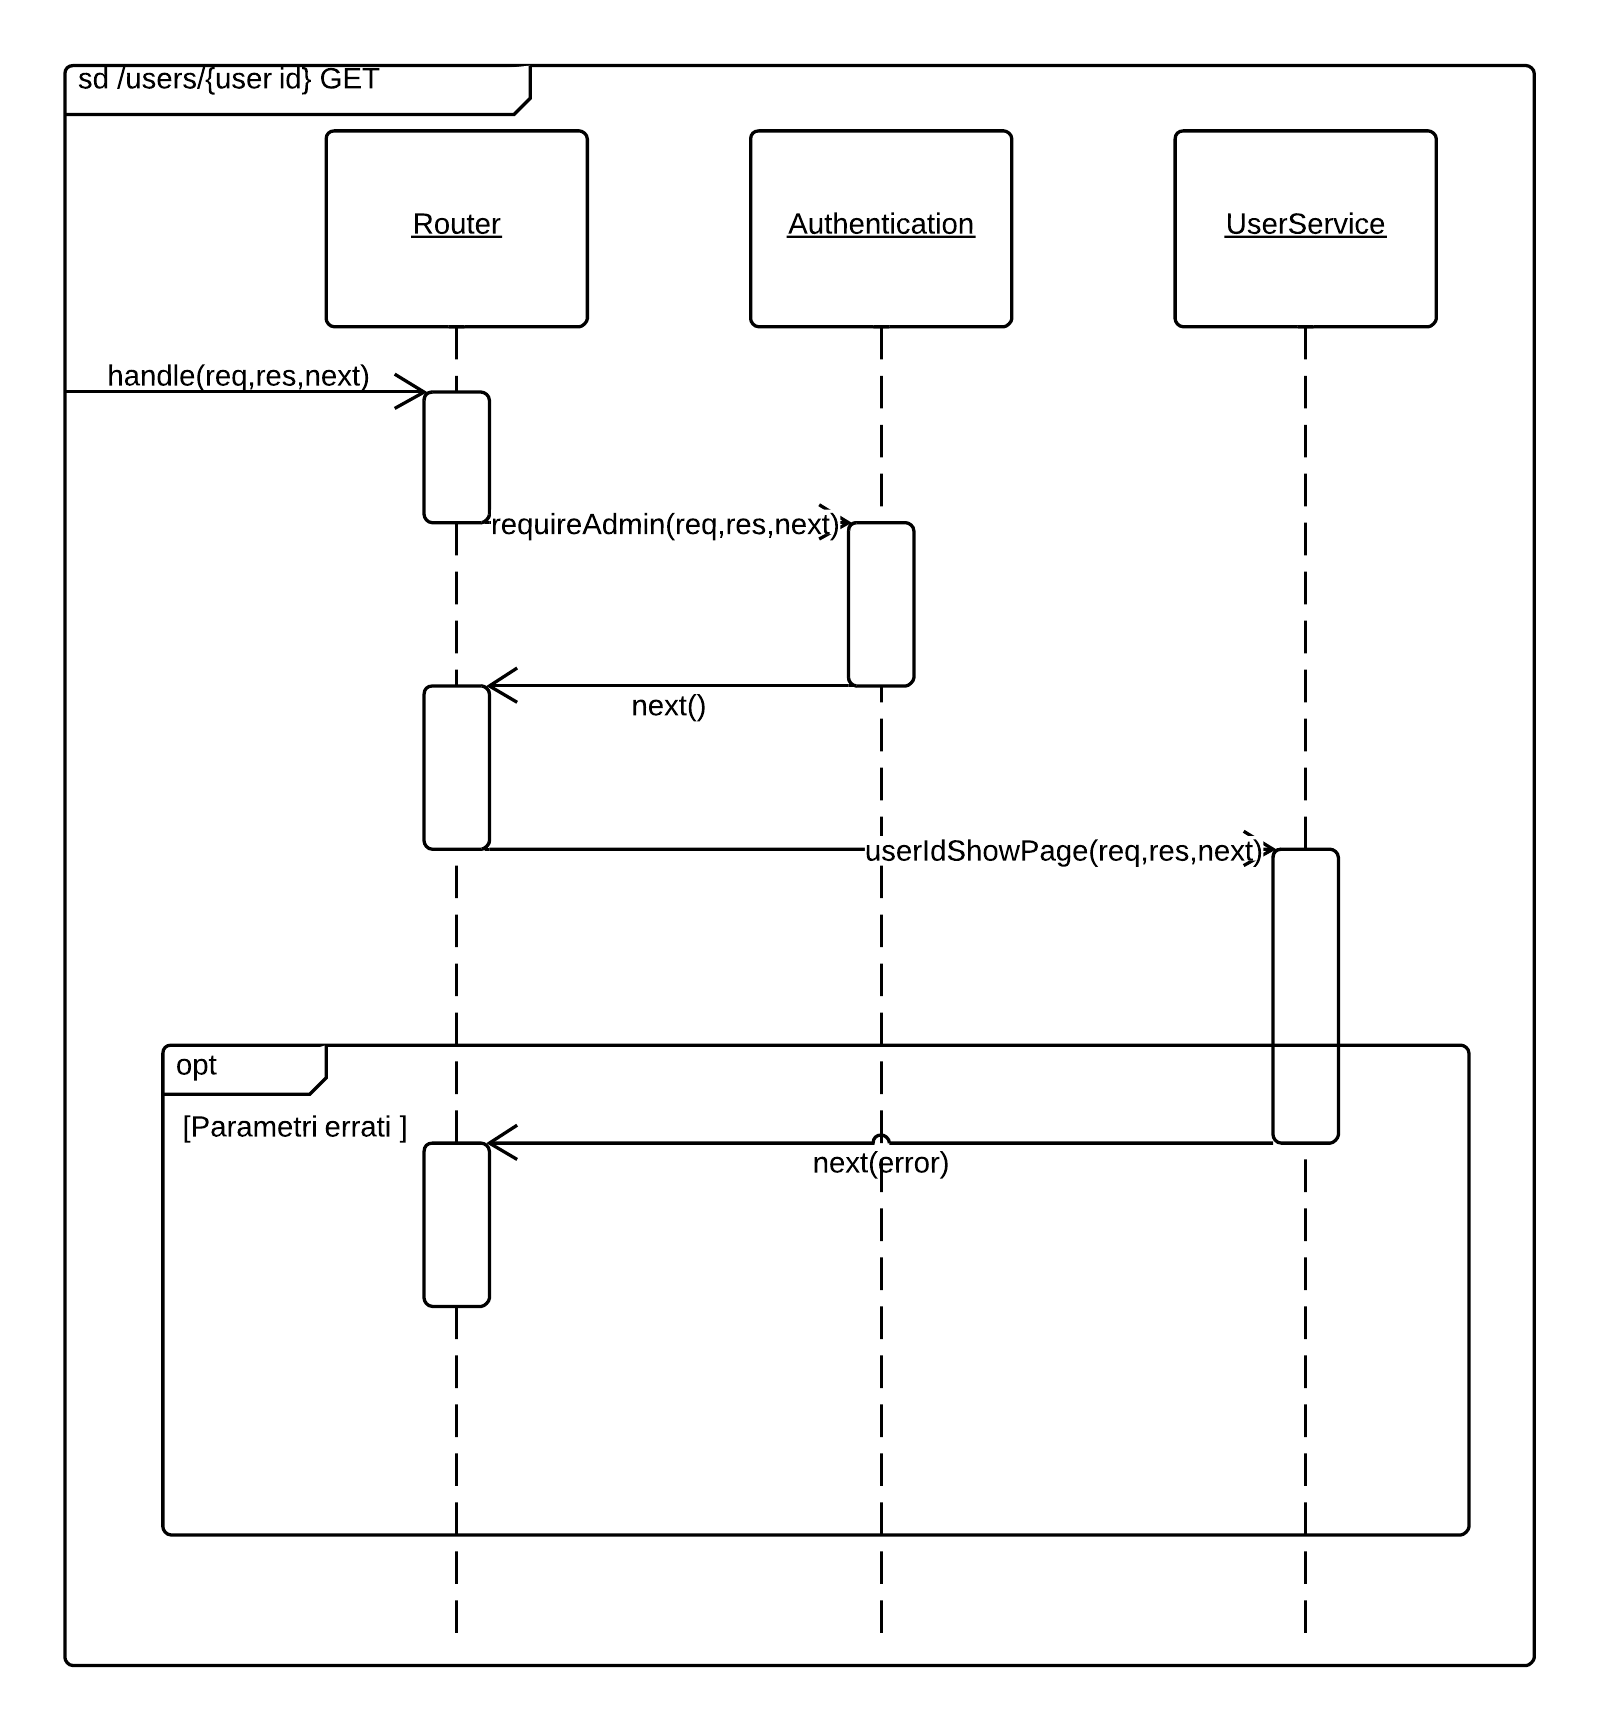 sd /users/{user id} GET
Router
Authentication
UserService
handle(req,res,next)
requireAdmin(req,res,next)
next()
userIdShowPage(req,res,next)
opt
[Parametri errati ]
next(error)